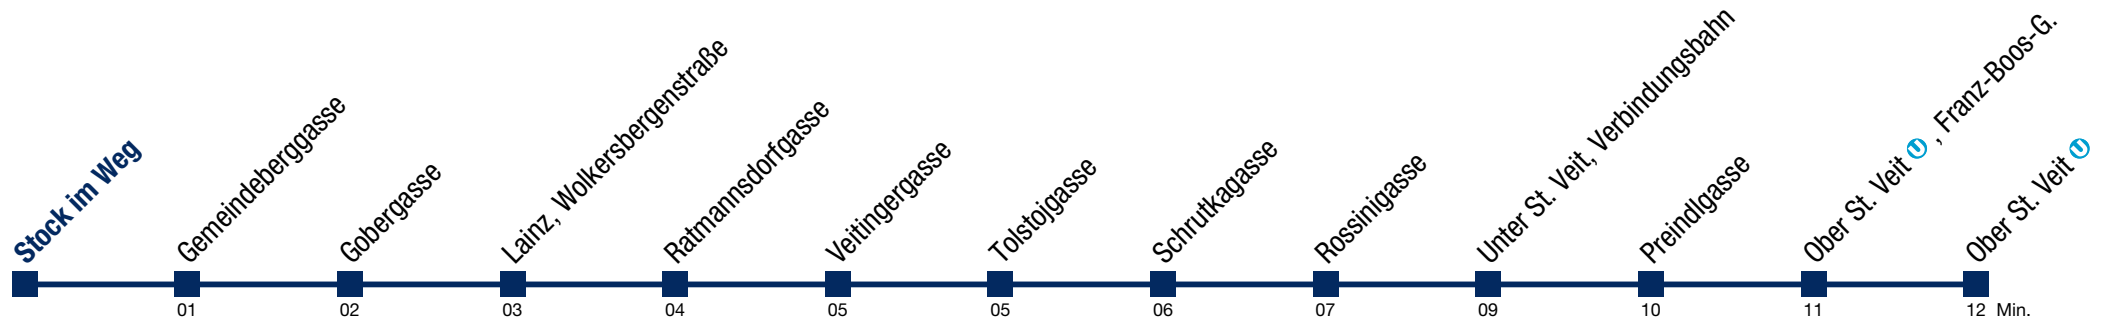 Stock im Weg
Gemeindeberggasse
Gobergasse
Lainz, Wolkersbergenstraße
Ratmannsdorfgasse
Veitingergasse
Tolstojgasse
Schrutkagasse
Rossinigasse
Unter St. Veit, Verbindungsbahn
Preindlgasse
Ober St. Veit U, Franz-Boos-G.
Ober St. Veit U
01 02 03 04 05 05 06 07 09 10 11 12 Min.